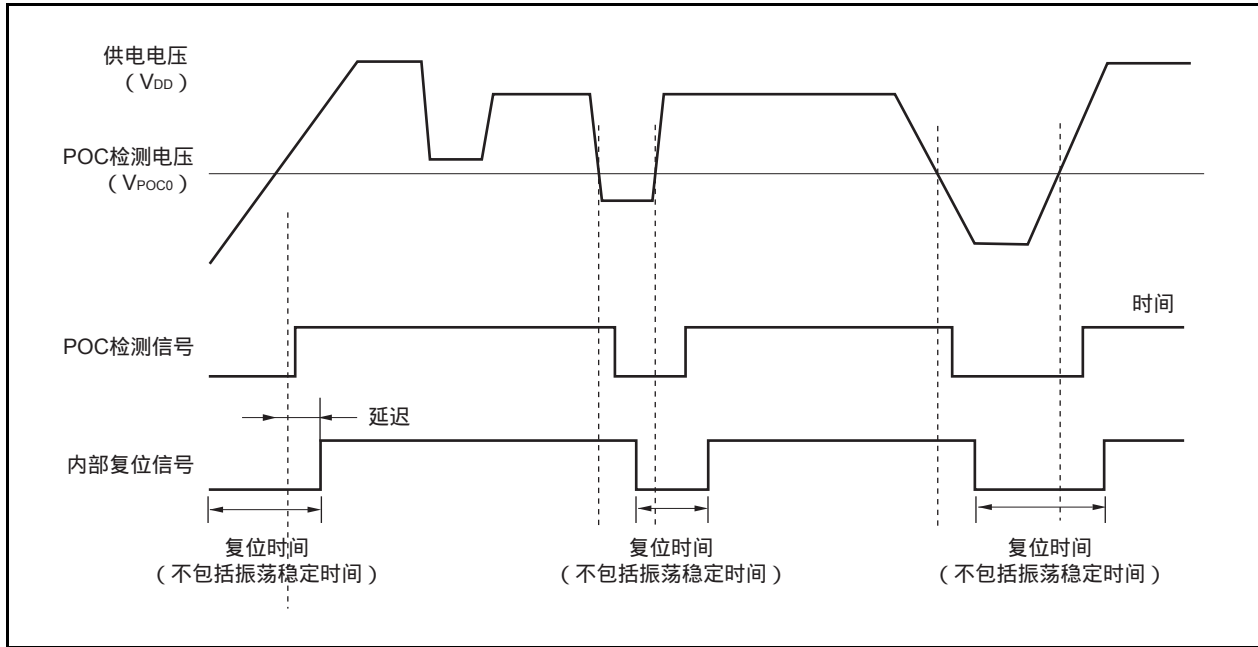 供电电压
（VDD）
POC检测电压
（VPOC0）
时间
POC检测信号
延迟
内部复位信号
复位时间
（不包括振荡稳定时间）
复位时间
（不包括振荡稳定时间）
复位时间
（不包括振荡稳定时间）